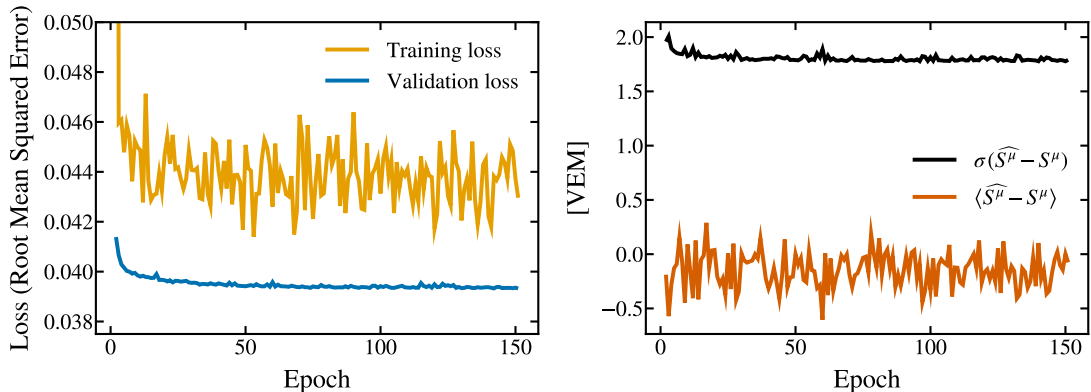 Loss (Root Mean Squared Error)
0.050
0.048
0.046
0.044
0.042
0.040
0.038
Training loss
Validation loss
0
50
100
150
Epoch
[VEM]
2.0
1.5
1.0
0.5
0.0
−0.5
σ(\widehat{S^μ} − S^μ)
⟨\widehat{S^μ} − S^μ⟩
0
50
100
150
Epoch